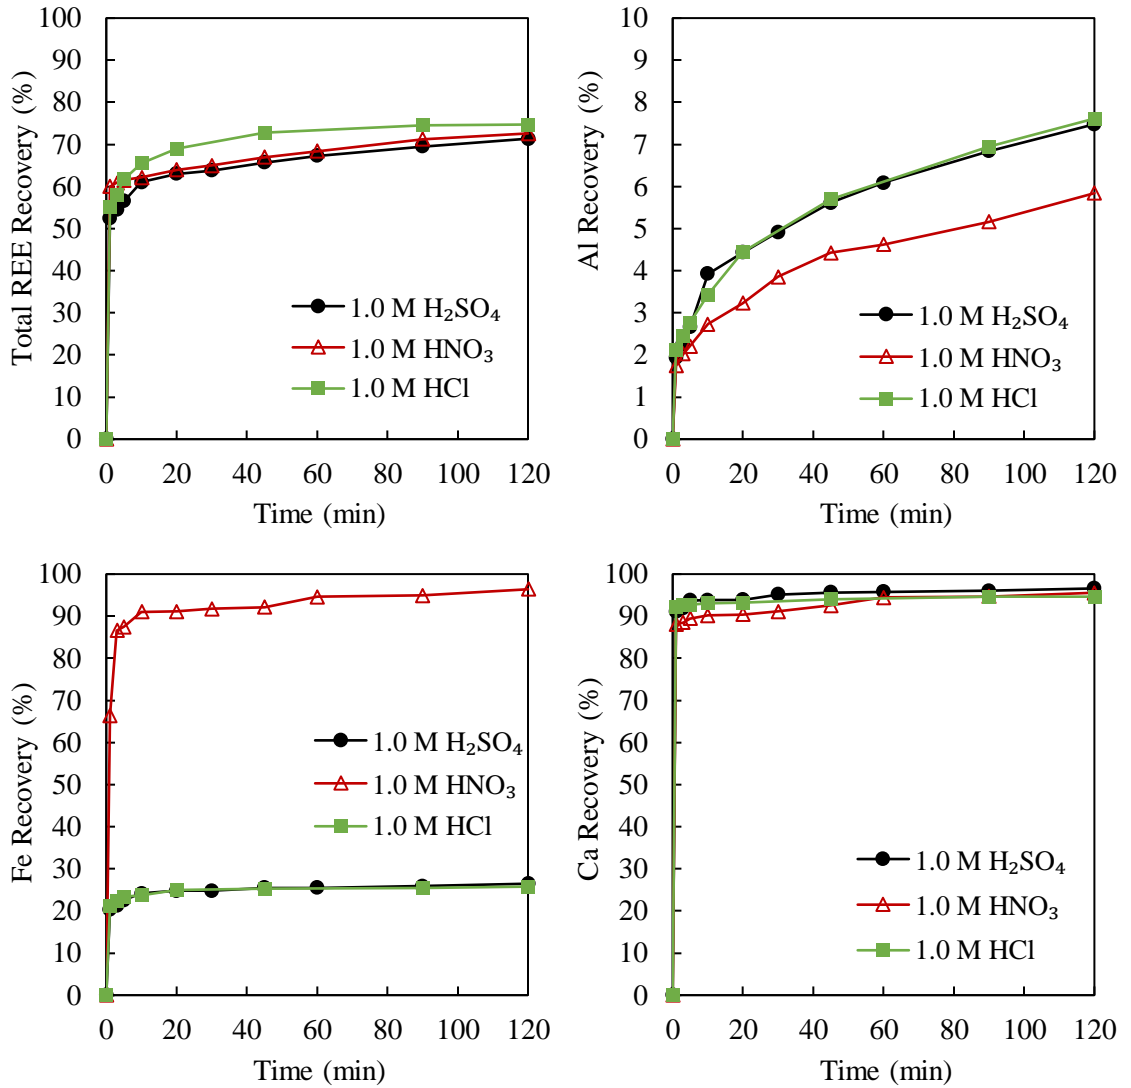 Total REE Recovery (%)
100
90
80
70
60
50
40
30
20
10
0
1.0 M H₂SO₄
1.0 M HNO₃
1.0 M HCl
0 20 40 60 80 100 120
Time (min)
Al Recovery (%)
10
9
8
7
6
5
4
3
2
1
0
1.0 M H₂SO₄
1.0 M HNO₃
1.0 M HCl
0 20 40 60 80 100 120
Time (min)
Fe Recovery (%)
100
90
80
70
60
50
40
30
20
10
0
1.0 M H₂SO₄
1.0 M HNO₃
1.0 M HCl
0 20 40 60 80 100 120
Time (min)
Ca Recovery (%)
100
90
80
70
60
50
40
30
20
10
0
1.0 M H₂SO₄
1.0 M HNO₃
1.0 M HCl
0 20 40 60 80 100 120
Time (min)